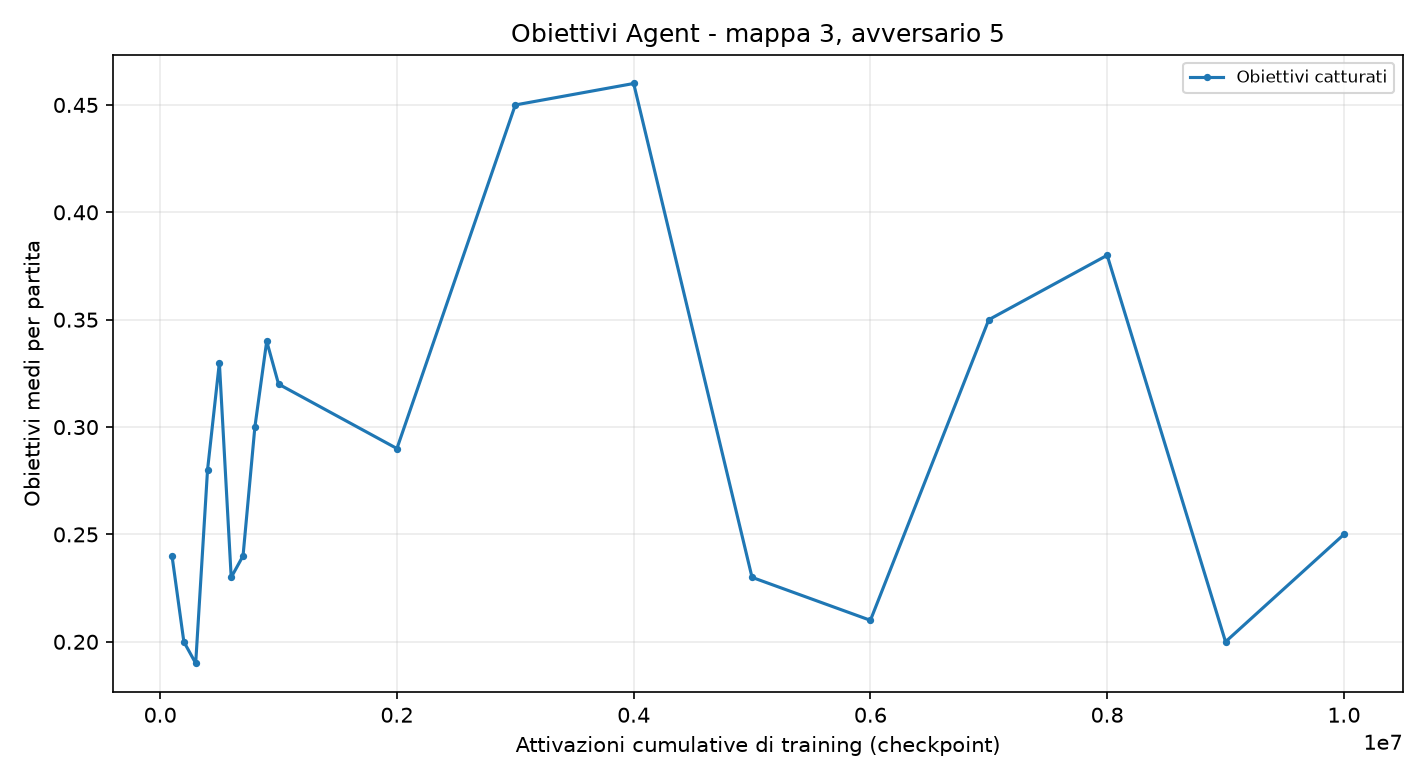 Obiettivi Agent - mappa 3, avversario 5
Obiettivi catturati
Obiettivi medi per partita
0.45
0.40
0.35
0.30
0.25
0.20
0.0 0.2 0.4 0.6 0.8 1.0
1e7
Attivazioni cumulative di training (checkpoint)